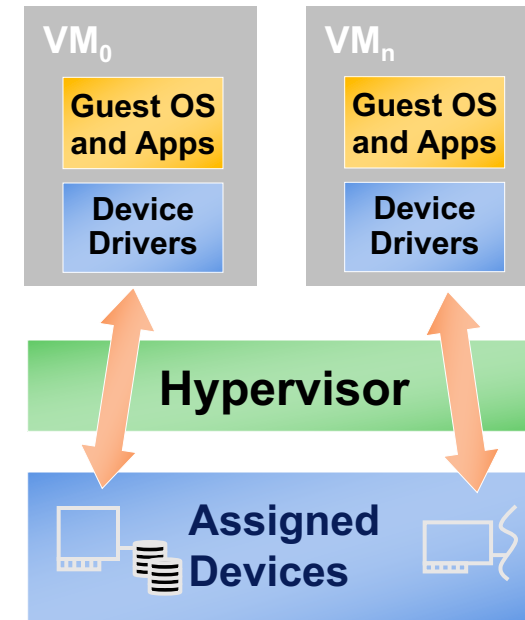 VM₀
Guest OS
and Apps
Device
Drivers
VMₙ
Guest OS
and Apps
Device
Drivers
Hypervisor
Assigned
Devices